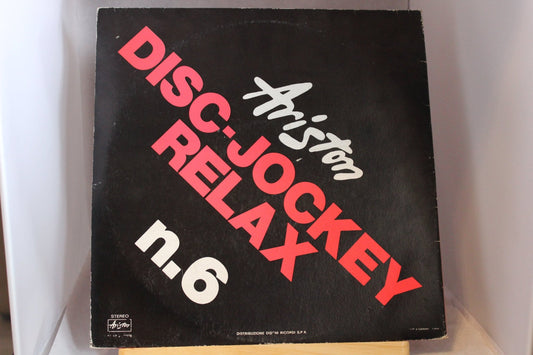 Ariston
DISC-JOCKEY
RELAX
n.6
STEREO
Ariston
DISTRIBUZIONE DISCHI RICORDI S.P.A.